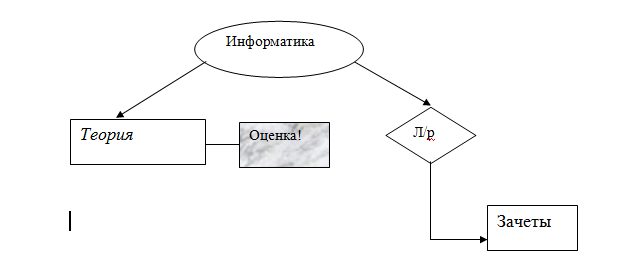 Информатика
Теория
Оценка!
Л/р
Зачеты